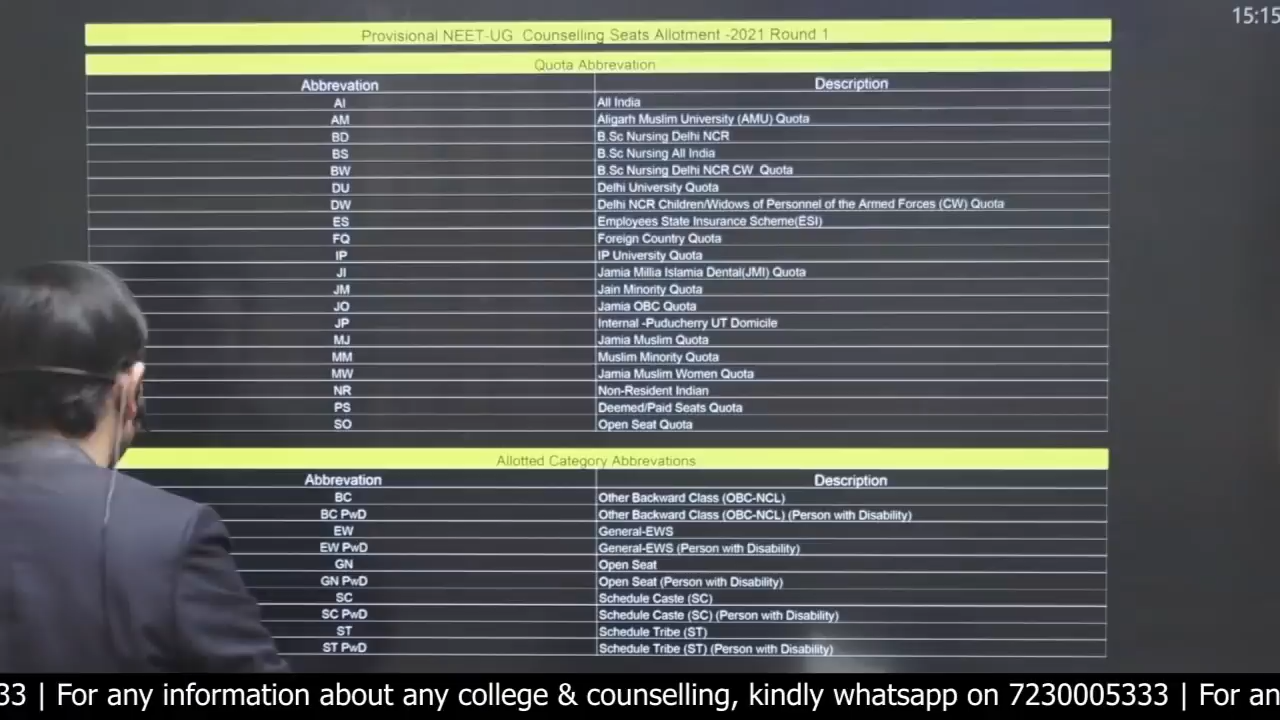 15:15
Provisional NEET-UG Counselling Seats Allotment -2021 Round 1
Quota Abbrevation
Abbrevation Description
AI All India
AM Aligarh Muslim University (AMU) Quota
BD B.Sc Nursing Delhi NCR
BS B.Sc Nursing All India
BW B.Sc Nursing Delhi NCR CW Quota
DU Delhi University Quota
DW Delhi NCR Children/Widows of Personnel of the Armed Forces (CW) Quota
ES Employees State Insurance Scheme(ESI)
FQ Foreign Country Quota
IP IP University Quota
JI Jamia Millia Islamia Dental(JMI) Quota
JM Jain Minority Quota
JO Jamia OBC Quota
JP Internal -Puducherry UT Domicile
MJ Jamia Muslim Quota
MM Muslim Minority Quota
MW Jamia Muslim Women Quota
NR Non-Resident Indian
PS Deemed/Paid Seats Quota
SO Open Seat Quota
Allotted Category Abbrevations
Abbrevation Description
BC Other Backward Class (OBC-NCL)
BC PwD Other Backward Class (OBC-NCL) (Person with Disability)
EW General-EWS
EW PwD General-EWS (Person with Disability)
GN Open Seat
GN PwD Open Seat (Person with Disability)
SC Schedule Caste (SC)
SC PwD Schedule Caste (SC) (Person with Disability)
ST Schedule Tribe (ST)
ST PwD Schedule Tribe (ST) (Person with Disability)
33 | For any information about any college & counselling, kindly whatsapp on 7230005333 | For an